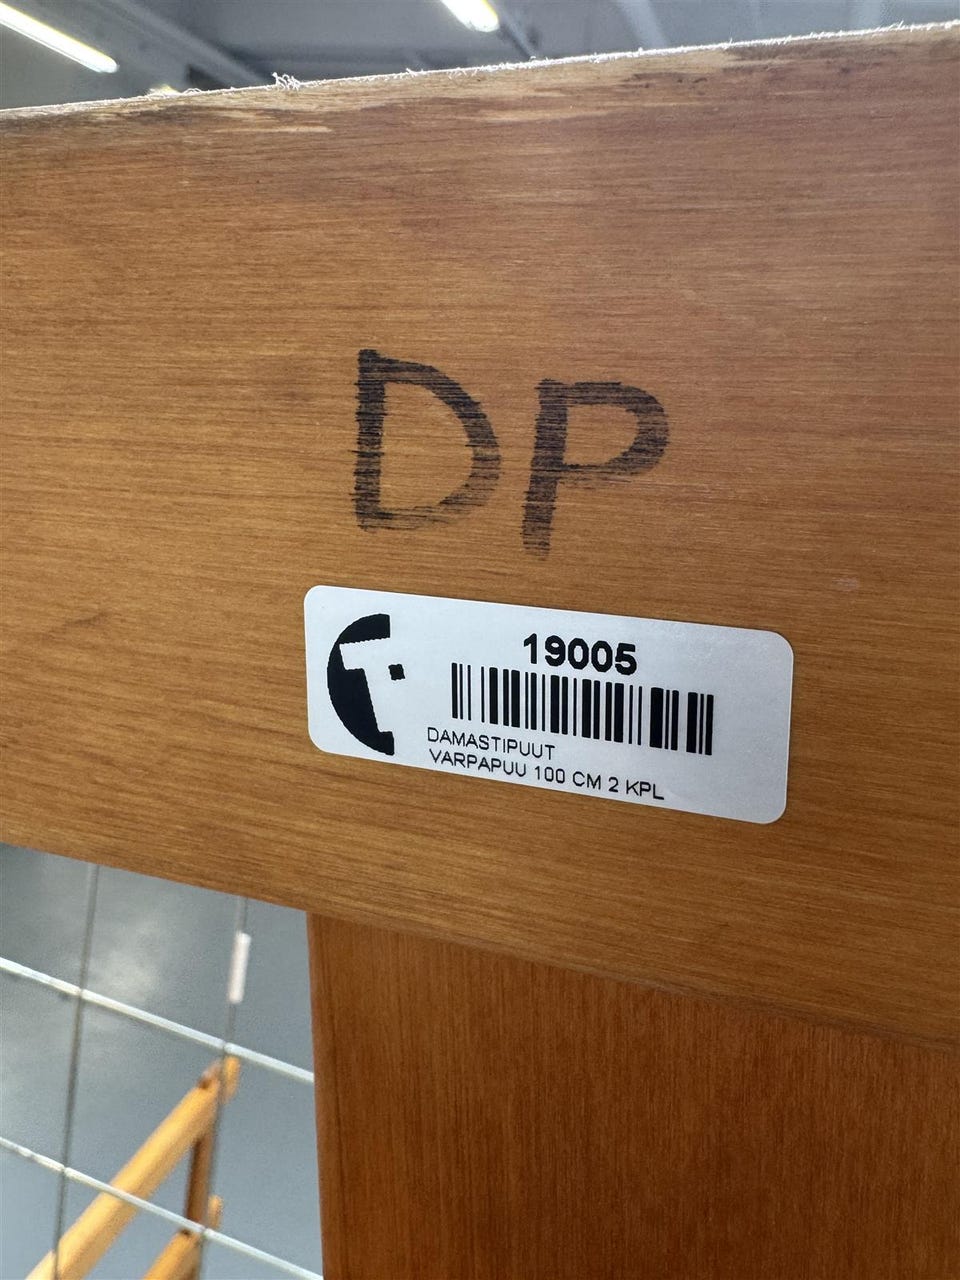 DP
19005
DAMASTIPUUT
VARPAPUU 100 CM 2 KPL